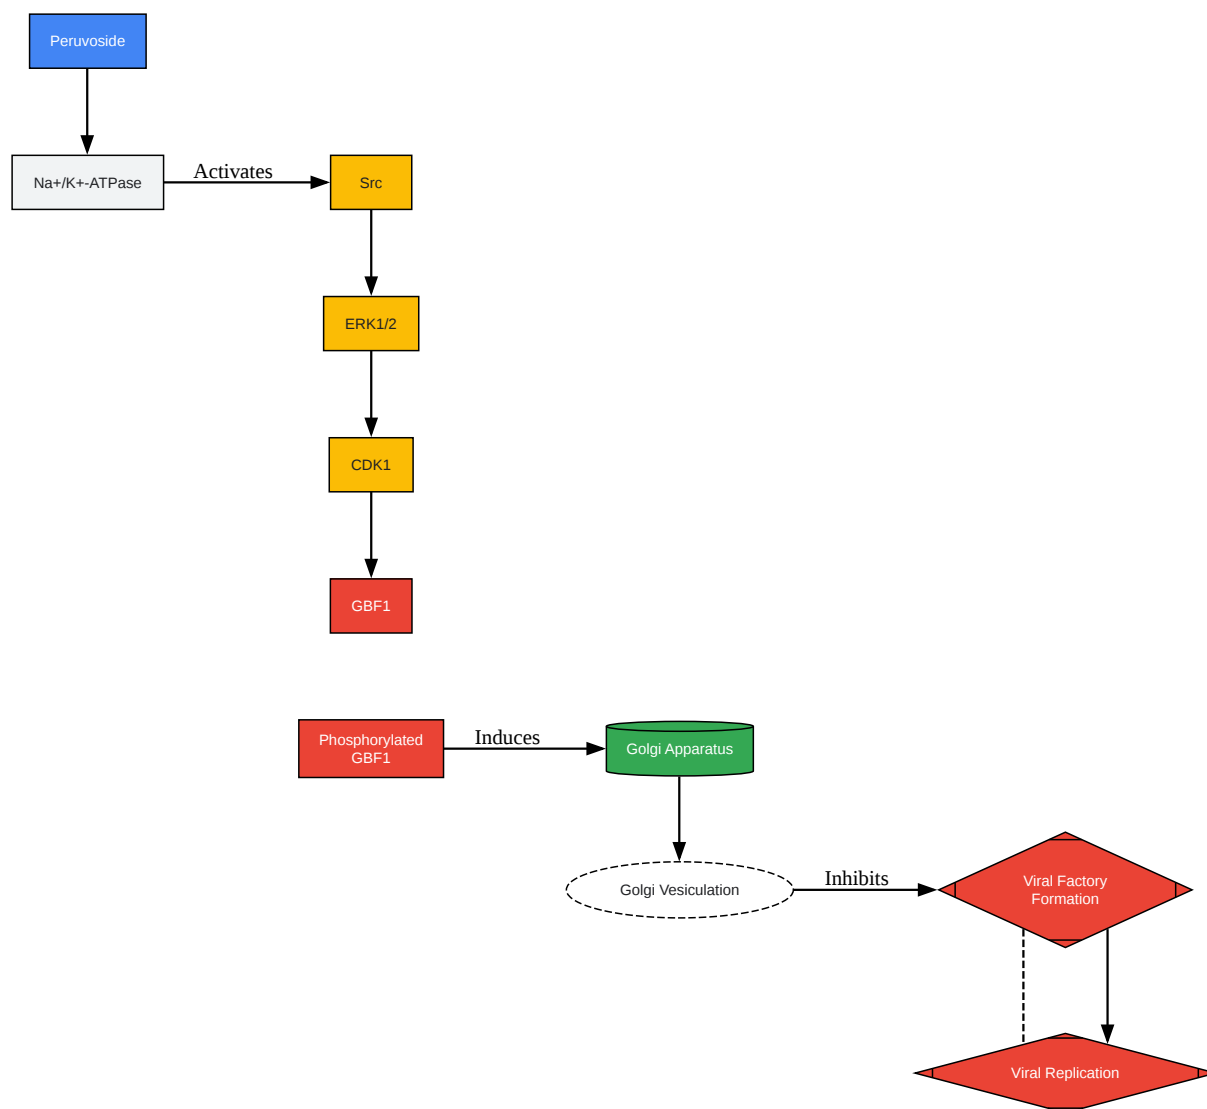 Peruvoside
Na+/K+-ATPase
Activates
Src
ERK1/2
CDK1
GBF1
Phosphorylated
GBF1
Induces
Golgi Apparatus
Golgi Vesiculation
Inhibits
Viral Factory
Formation
Viral Replication